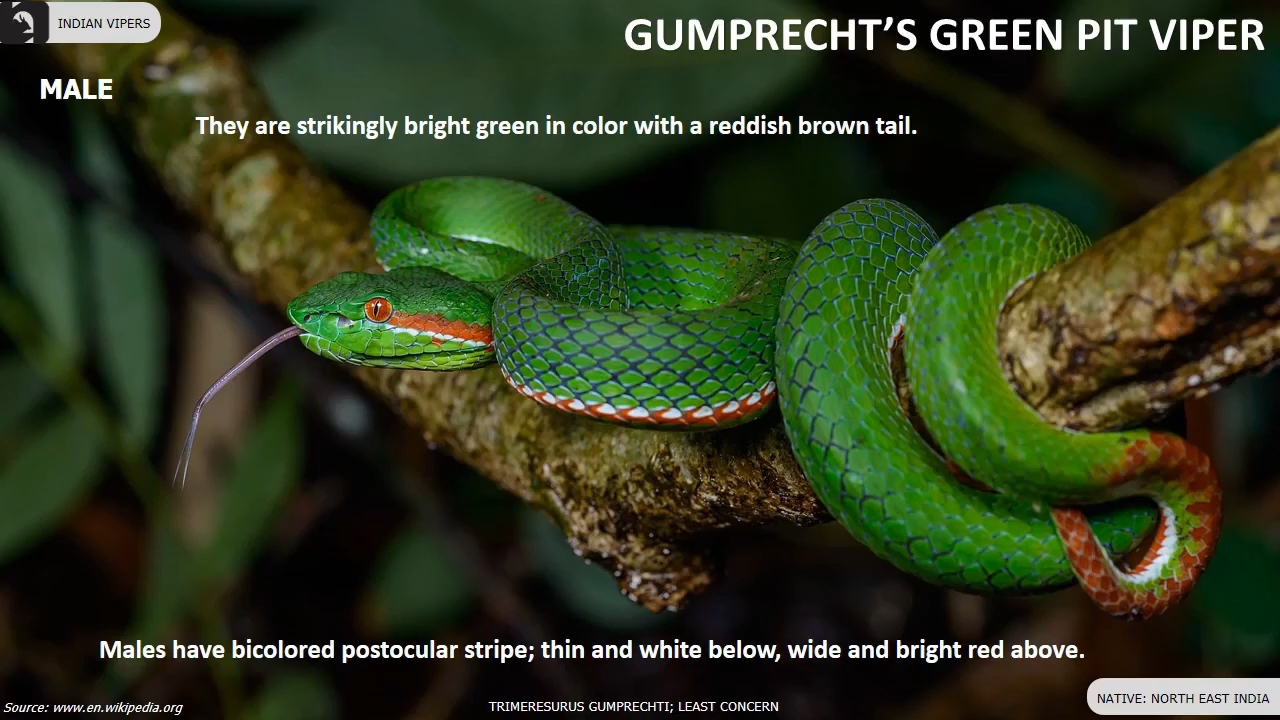 INDIAN VIPERS
GUMPRECHT’S GREEN PIT VIPER
MALE
They are strikingly bright green in color with a reddish brown tail.
Males have bicolored postocular stripe; thin and white below, wide and bright red above.
Source: www.en.wikipedia.org
TRIMERESURUS GUMPRECHTI; LEAST CONCERN
NATIVE: NORTH EAST INDIA